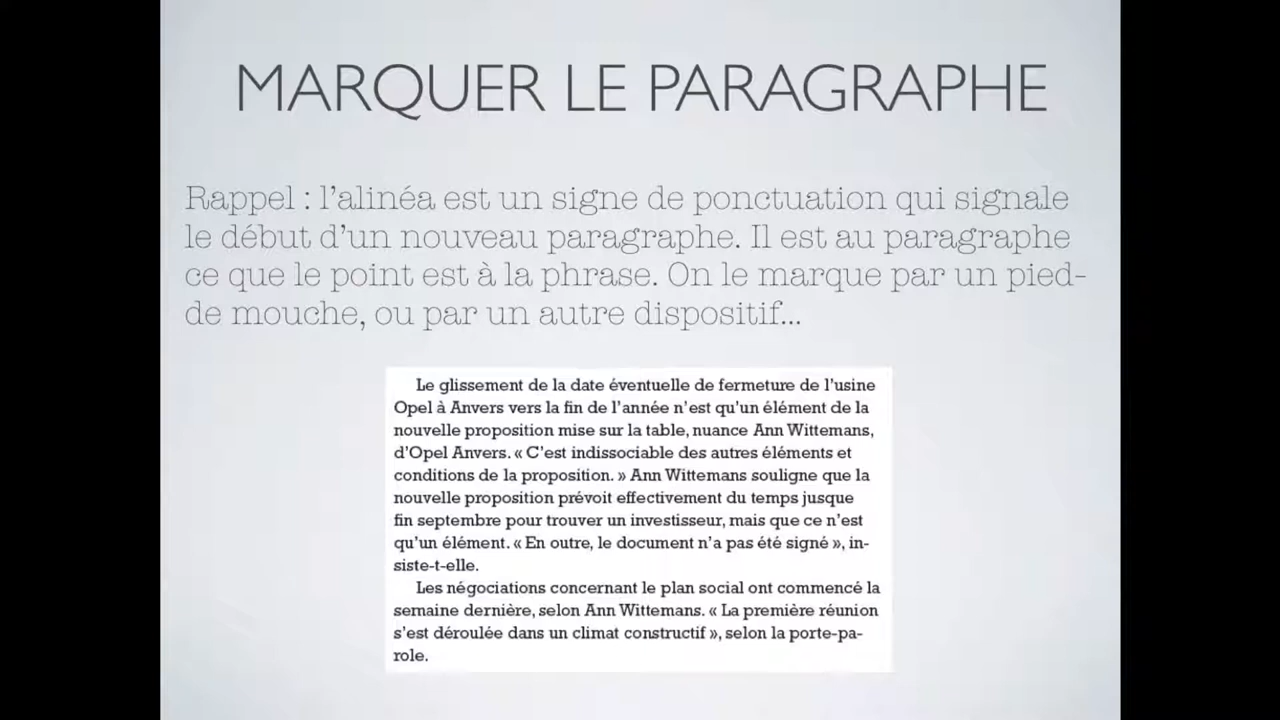 MARQUER LE PARAGRAPHE
Rappel : l’alinéa est un signe de ponctuation qui signale
le début d’un nouveau paragraphe. Il est au paragraphe
ce que le point est à la phrase. On le marque par un pied-
de mouche, ou par un autre dispositif...
Le glissement de la date éventuelle de fermeture de l’usine
Opel à Anvers vers la fin de l’année n’est qu’un élément de la
nouvelle proposition mise sur la table, nuance Ann Wittemans,
d’Opel Anvers. « C’est indissociable des autres éléments et
conditions de la proposition. » Ann Wittemans souligne que la
nouvelle proposition prévoit effectivement du temps jusque
fin septembre pour trouver un investisseur, mais que ce n’est
qu’un élément. « En outre, le document n’a pas été signé », in-
siste-t-elle.
Les négociations concernant le plan social ont commencé la
semaine dernière, selon Ann Wittemans. « La première réunion
s’est déroulée dans un climat constructif », selon la porte-pa-
role.